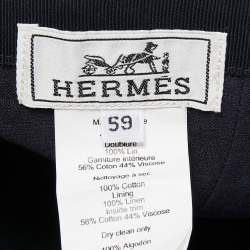 HERMES
59
Doublure
100% Lin
Garniture intérieure
56% Coton 44% Viscose
Nettoyage a sec
100% Cotton
Lining
100% Linen
Inside trim
56% Cotton 44% Viscose
Dry clean only
100% Algodon